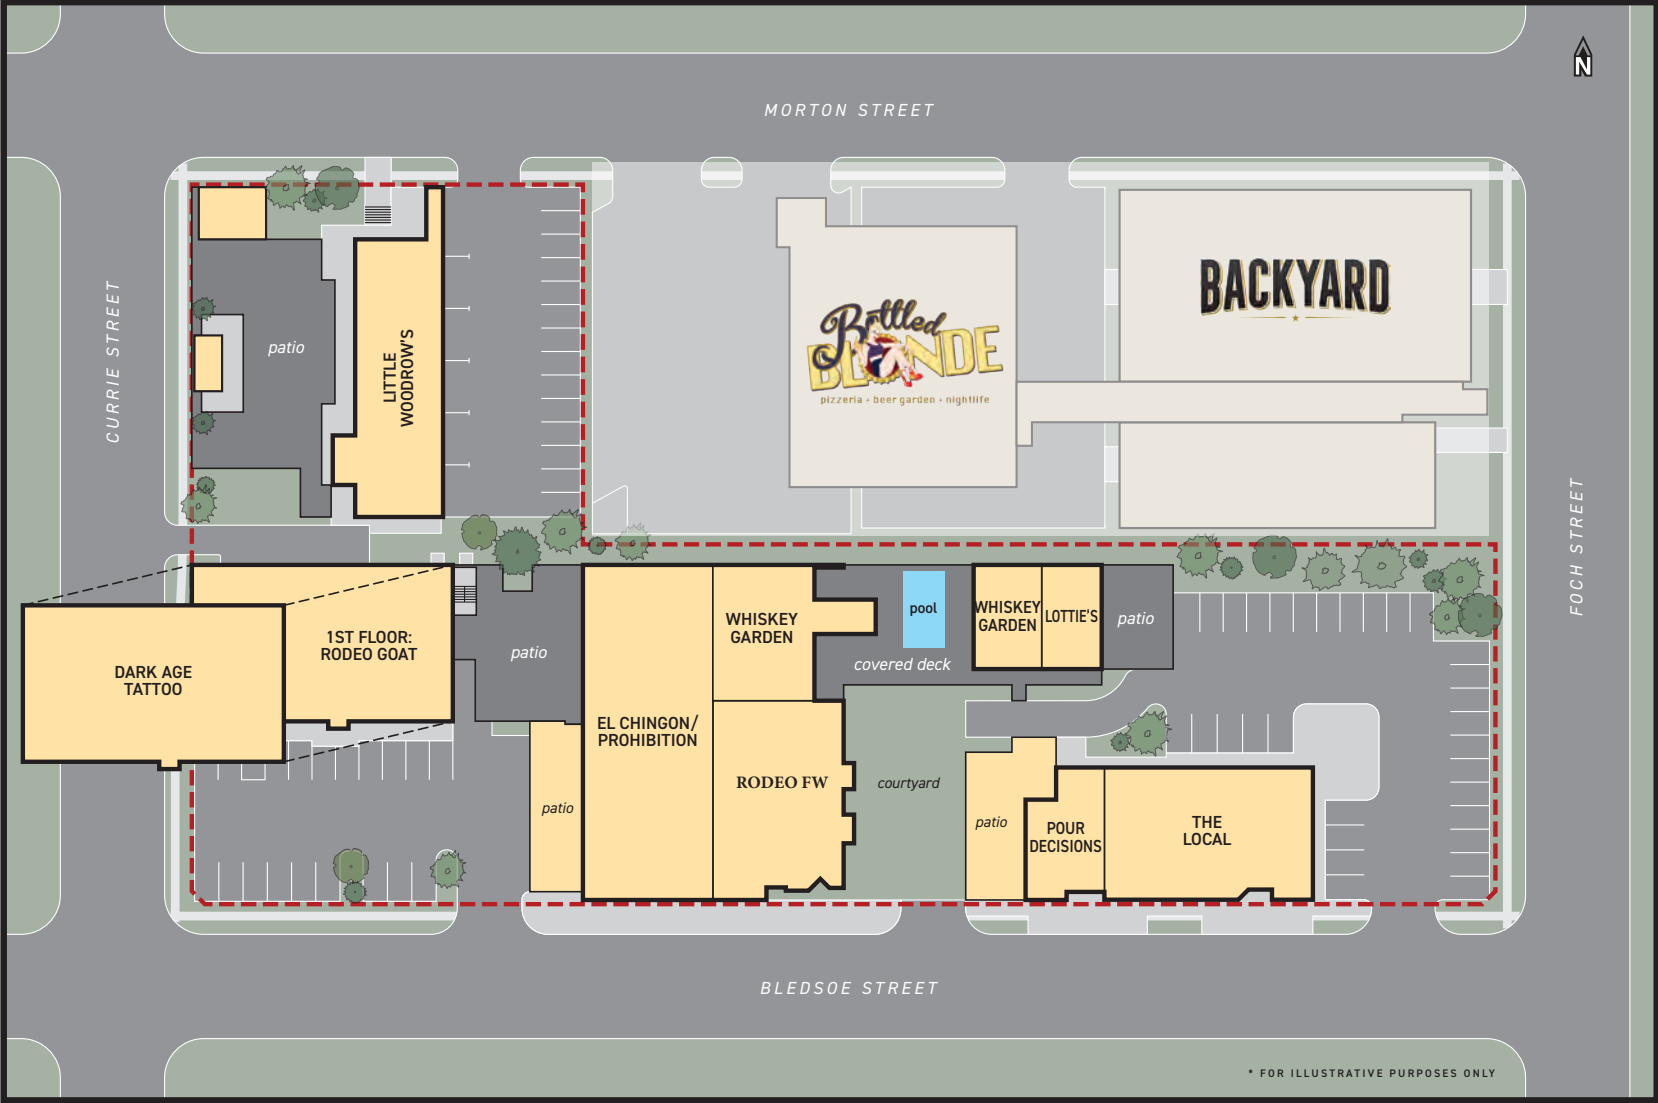 N
MORTON STREET
CURRIE STREET
patio
LITTLE
WOODROW'S
Bottled
BLONDE
pizzeria • beer garden • nightlife
BACKYARD
FOCH STREET
DARK AGE
TATTOO
1ST FLOOR:
RODEO GOAT
patio
WHISKEY
GARDEN
pool
covered deck
WHISKEY
GARDEN
LOTTIE'S
patio
EL CHINGON/
PROHIBITION
RODEO FW
patio
courtyard
patio
POUR
DECISIONS
THE
LOCAL
BLEDSOE STREET
* FOR ILLUSTRATIVE PURPOSES ONLY